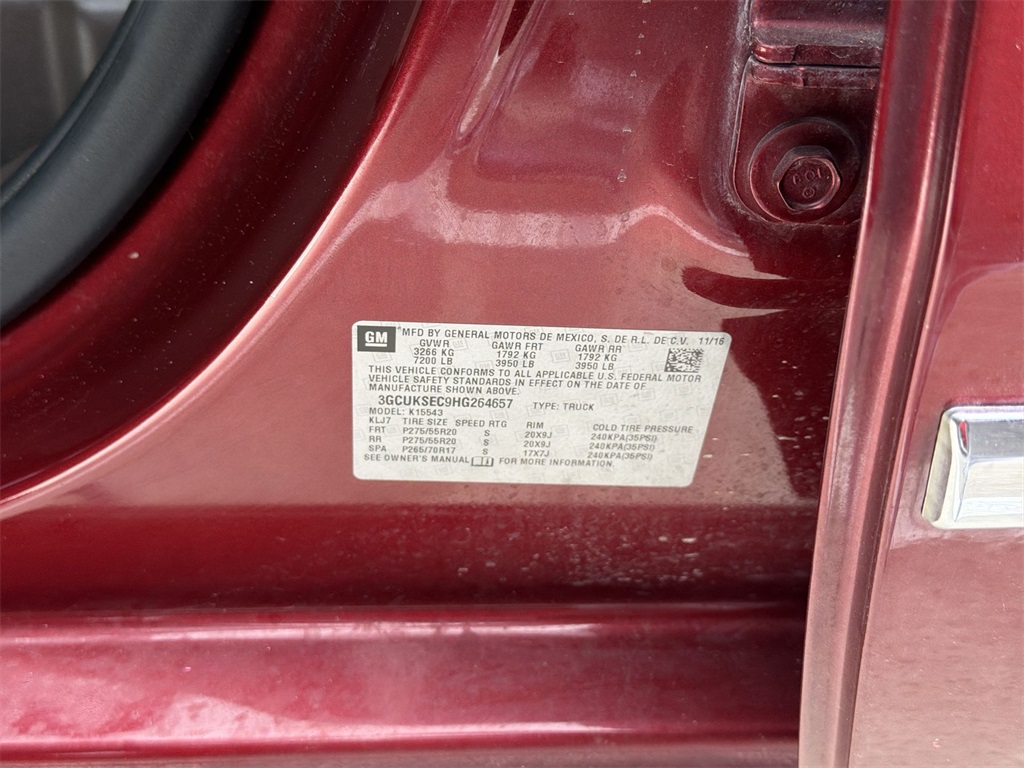 GM
MFD BY GENERAL MOTORS DE MEXICO, S. DE R.L. DE C.V. 11/16
GVWR GAWR FRT GAWR RR
3266 KG 1792 KG 1792 KG
7200 LB 3950 LB 3950 LB
THIS VEHICLE CONFORMS TO ALL APPLICABLE U.S. FEDERAL MOTOR
VEHICLE SAFETY STANDARDS IN EFFECT ON THE DATE OF
MANUFACTURE SHOWN ABOVE.
3GCUKSEC9HG264657 TYPE: TRUCK
MODEL: K15543
KLJ7 TIRE SIZE SPEED RTG RIM COLD TIRE PRESSURE
FRT P275/55R20 S 20X9J 240KPA(35PSI)
RR P275/55R20 S 20X9J 240KPA(35PSI)
SPA P265/70R17 S 17X7J 240KPA(35PSI)
SEE OWNER'S MANUAL FOR MORE INFORMATION.